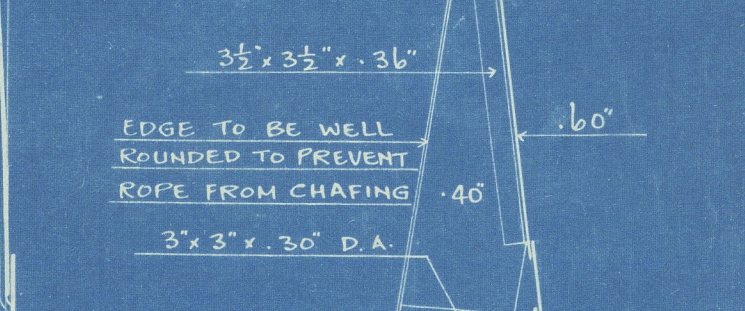 3½" x 3½" x .36"
.60"
EDGE TO BE WELL
ROUNDED TO PREVENT
ROPE FROM CHAFING
.40"
3" x 3" x .30" D.A.